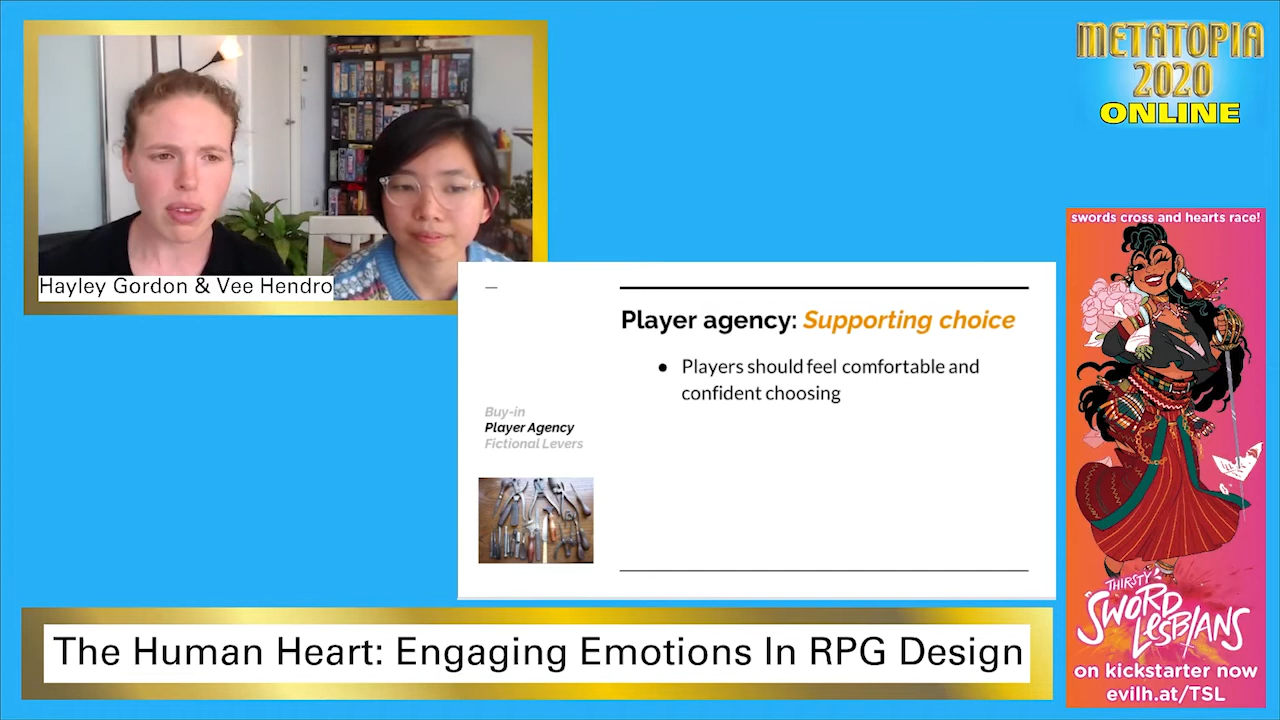 METATOPIA
2020
ONLINE
Hayley Gordon & Vee Hendro
swords cross and hearts race!
Player agency: Supporting choice
● Players should feel comfortable and
confident choosing
Buy-in
Player Agency
Fictional Levers
THIRSTY
SWORD
LESBIANS
on kickstarter now
evilh.at/TSL
The Human Heart: Engaging Emotions In RPG Design